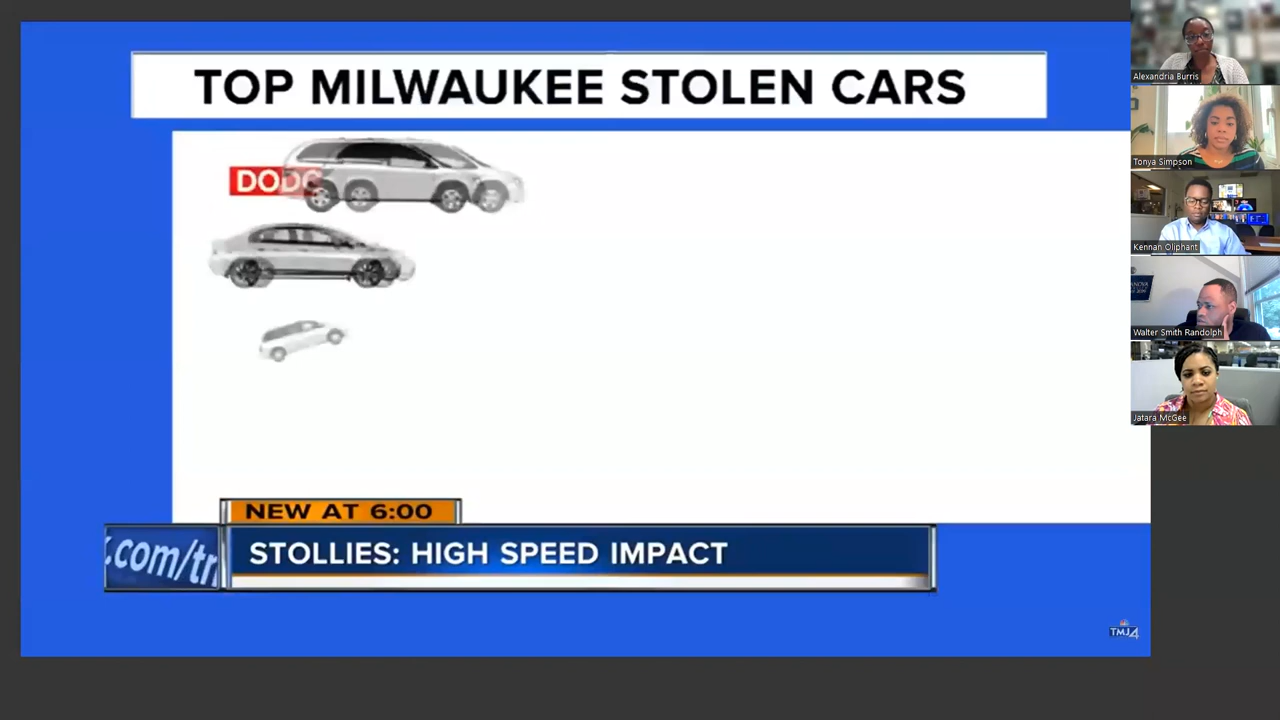 TOP MILWAUKEE STOLEN CARS
DODG
NEW AT 6:00
.com/tm
STOLLIES: HIGH SPEED IMPACT
TMJ4
Alexandria Burris
Tonya Simpson
Kennan Oliphant
Walter Smith Randolph
Jatara McGee